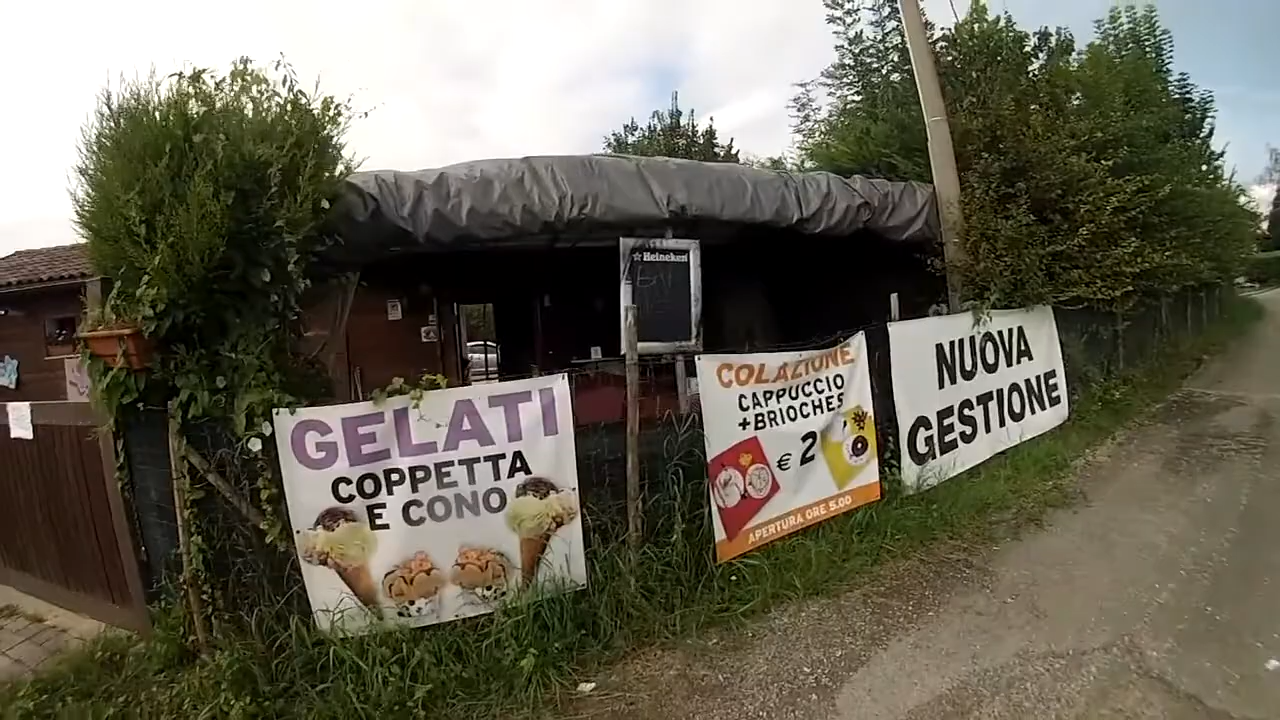 Heineken
GELATI
COPPETTA
E CONO
COLAZIONE
CAPPUCCIO
+BRIOCHES
€ 2
APERTURA ORE 5.00
NUOVA
GESTIONE